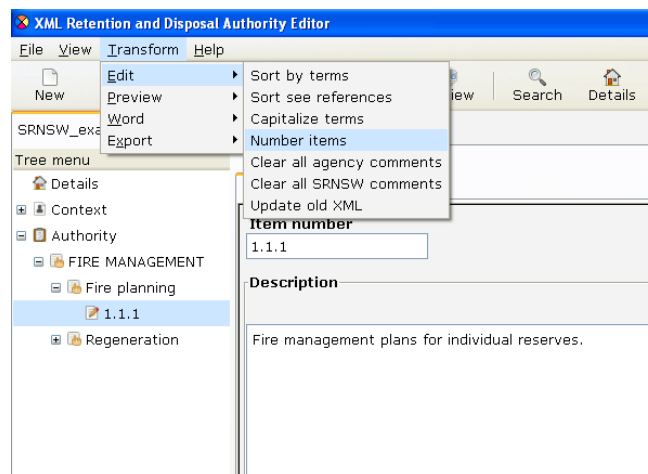 XML Retention and Disposal Authority Editor
File View Transform Help
New
Search Details
Edit
Preview
Word
Export
Sort by terms
Sort see references
Capitalize terms
Number items
Clear all agency comments
Clear all SRNSW comments
Update old XML
SRNSW_exa
Tree menu
Details
Context
Authority
FIRE MANAGEMENT
Fire planning
1.1.1
Regeneration
Item number
1.1.1
Description
Fire management plans for individual reserves.